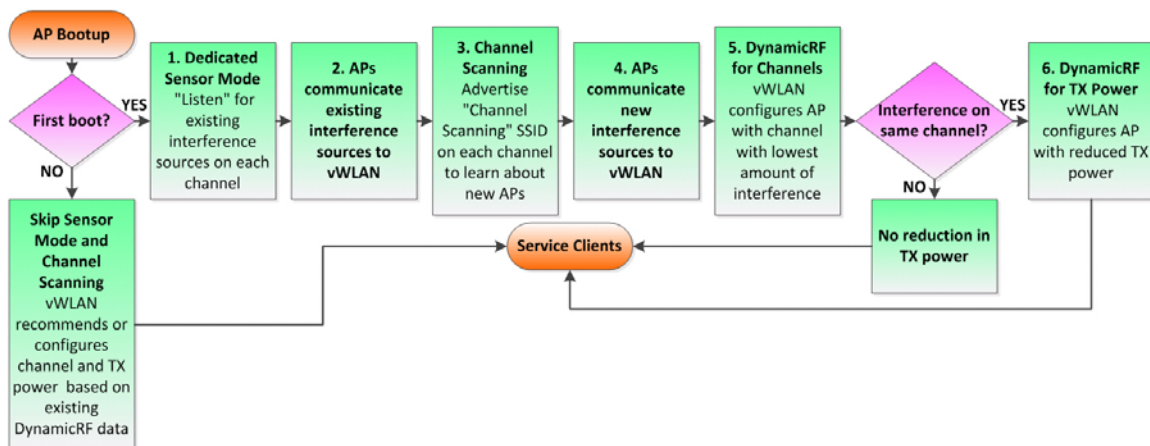 AP Bootup
First boot?
YES
NO
1. Dedicated
Sensor Mode
"Listen" for
existing
interference
sources on each
channel
2. APs
communicate
existing
interference
sources to
vWLAN
3. Channel
Scanning
Advertise
"Channel
Scanning" SSID
on each channel
to learn about
new APs
4. APs
communicate
new
interference
sources to
vWLAN
5. DynamicRF
for Channels
vWLAN
configures AP
with channel
with lowest
amount of
interference
Interference on
same channel?
YES
NO
6. DynamicRF
for TX Power
vWLAN
configures AP
with reduced TX
power
Skip Sensor
Mode and
Channel
Scanning
vWLAN
recommends or
configures
channel and TX
power based on
existing
DynamicRF data
Service Clients
No reduction in
TX power